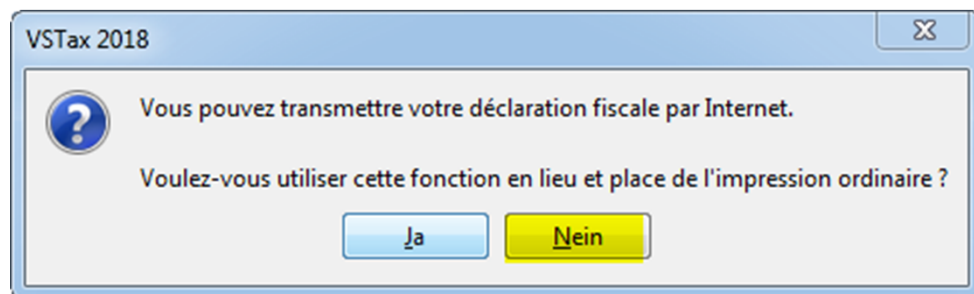 VSTax 2018
Vous pouvez transmettre votre déclaration fiscale par Internet.
Voulez-vous utiliser cette fonction en lieu et place de l'impression ordinaire ?
Ja Nein